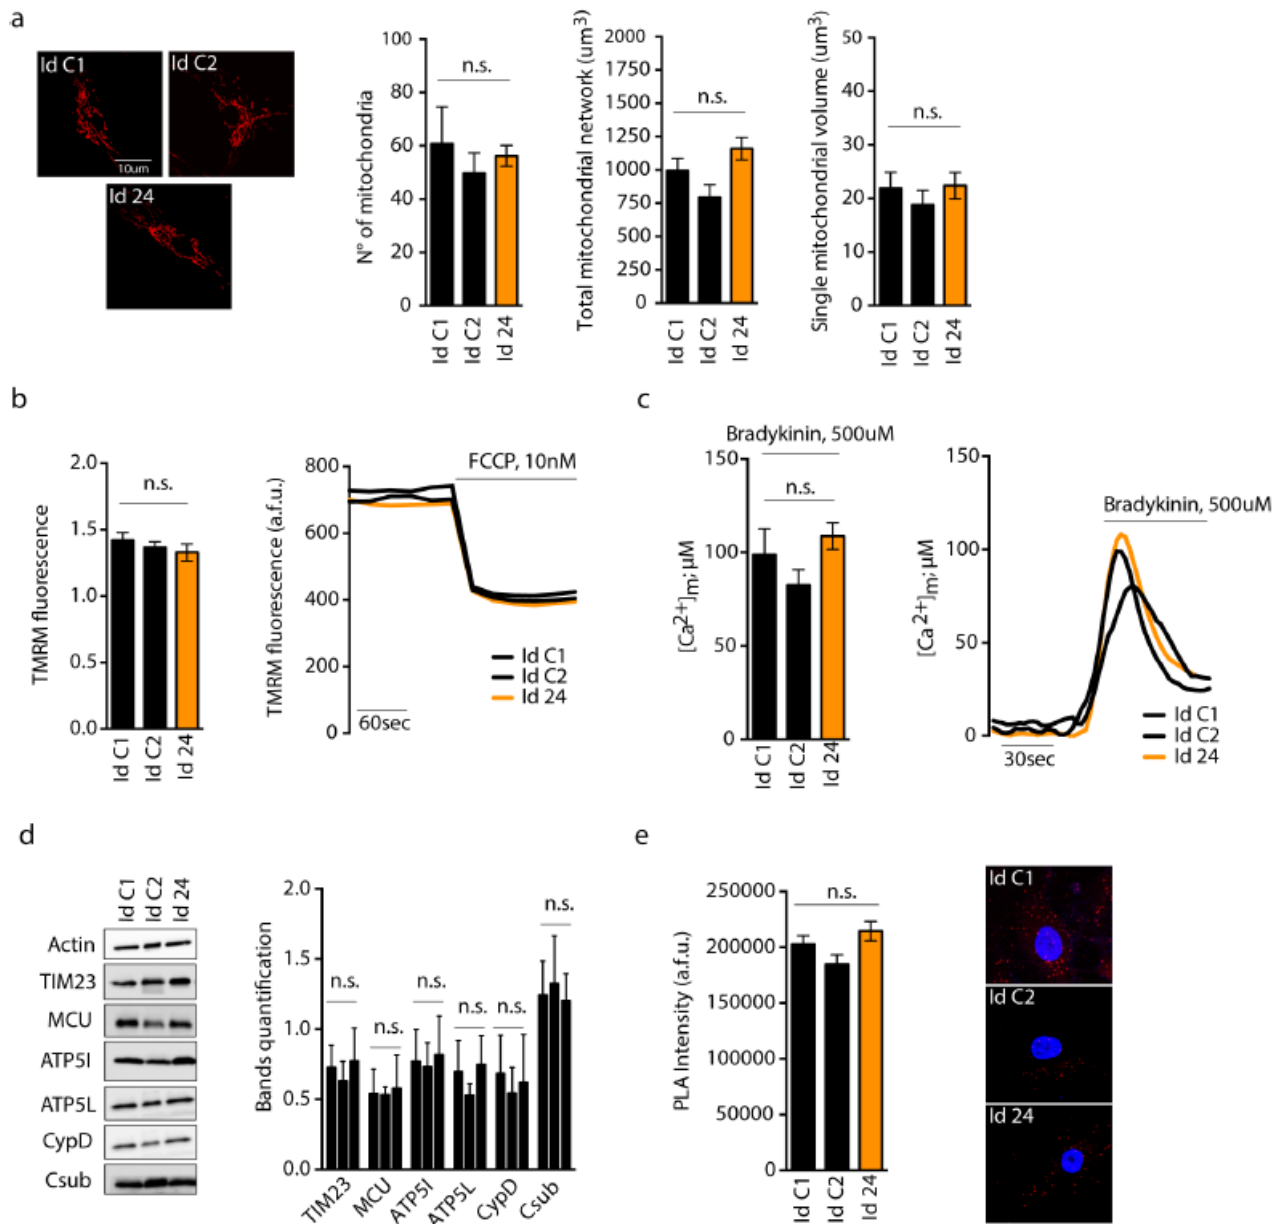 a
Id C1
Id C2
10um
Id 24
N° of mitochondria
100
80
60
40
20
0
n.s.
Id C1
Id C2
Id 24
Total mitochondrial network (um³)
2000
1750
1500
1250
1000
750
500
250
0
n.s.
Id C1
Id C2
Id 24
Single mitochondrial volume (um³)
50
40
30
20
10
0
n.s.
Id C1
Id C2
Id 24
b
TMRM fluorescence
2.0
1.5
1.0
0.5
0.0
n.s.
Id C1
Id C2
Id 24
TMRM fluorescence (a.f.u.)
800
600
400
200
0
FCCP, 10nM
60sec
Id C1
Id C2
Id 24
c
Bradykinin, 500uM
[Ca²⁺]m; µM
150
100
50
0
n.s.
Id C1
Id C2
Id 24
[Ca²⁺]m; µM
150
100
50
0
Bradykinin, 500uM
30sec
Id C1
Id C2
Id 24
d
Id C1
Id C2
Id 24
Actin
TIM23
MCU
ATP5I
ATP5L
CypD
Csub
Bands quantification
2.0
1.5
1.0
0.5
0.0
n.s.
n.s.
n.s.
n.s.
n.s.
n.s.
TIM23
MCU
ATP5I
ATP5L
CypD
Csub
e
PLA Intensity (a.f.u.)
250000
200000
150000
100000
50000
0
n.s.
Id C1
Id C2
Id 24
Id C1
Id C2
Id 24